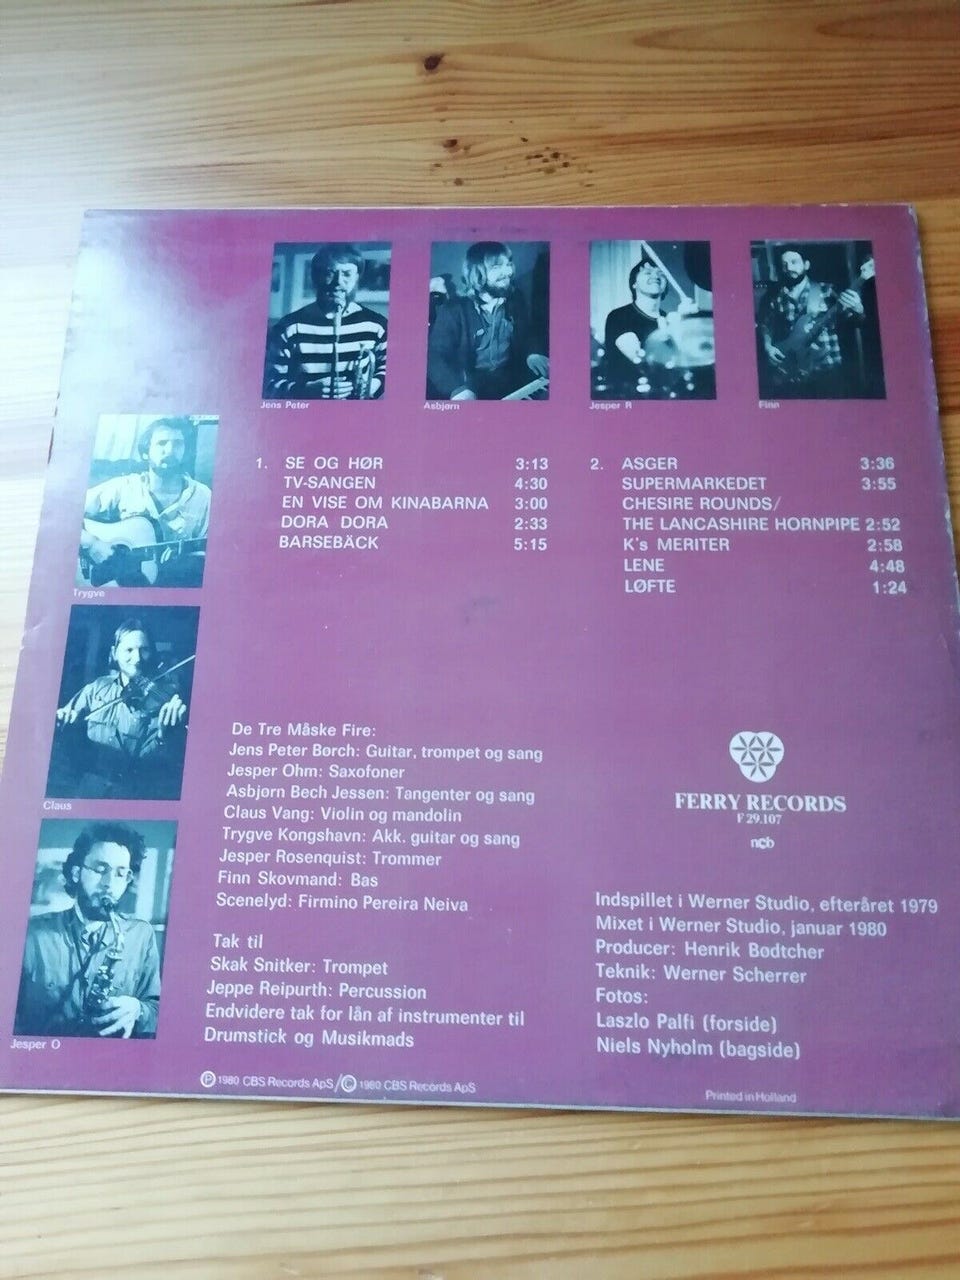 Jens Peter
Asbjørn
Jesper R
Finn
Trygve
Claus
Jesper O
1. SE OG HØR 3:13
TV-SANGEN 4:30
EN VISE OM KINABARNA 3:00
DORA DORA 2:33
BARSEBÄCK 5:15
2. ASGER 3:36
SUPERMARKEDET 3:55
CHESIRE ROUNDS/
THE LANCASHIRE HORNPIPE 2:52
K's MERITER 2:58
LENE 4:48
LØFTE 1:24
De Tre Måske Fire:
Jens Peter Børch: Guitar, trompet og sang
Jesper Ohm: Saxofoner
Asbjørn Bech Jessen: Tangenter og sang
Claus Vang: Violin og mandolin
Trygve Kongshavn: Akk. guitar og sang
Jesper Rosenquist: Trommer
Finn Skovmand: Bas
Scenelyd: Firmino Pereira Neiva
Tak til
Skak Snitker: Trompet
Jeppe Reipurth: Percussion
Endvidere tak for lån af instrumenter til
Drumstick og Musikmads
Ⓟ 1980 CBS Records ApS/Ⓒ 1980 CBS Records ApS
FERRY RECORDS
F 29.107
ncb
Indspillet i Werner Studio, efteråret 1979
Mixet i Werner Studio, januar 1980
Producer: Henrik Bødtcher
Teknik: Werner Scherrer
Fotos:
Laszlo Palfi (forside)
Niels Nyholm (bagside)
Printed in Holland